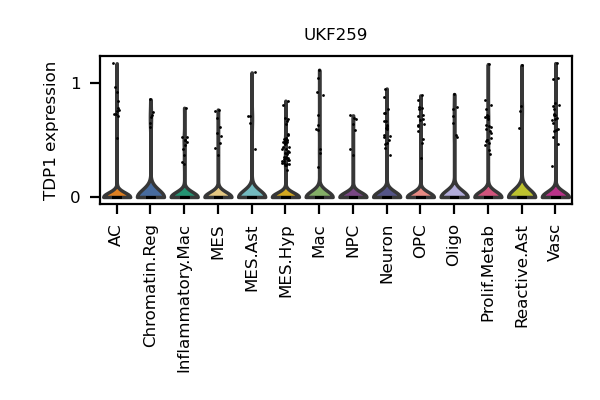 UKF259
TDP1 expression
1
0
AC
Chromatin.Reg
Inflammatory.Mac
MES
MES.Ast
MES.Hyp
Mac
NPC
Neuron
OPC
Oligo
Prolif.Metab
Reactive.Ast
Vasc